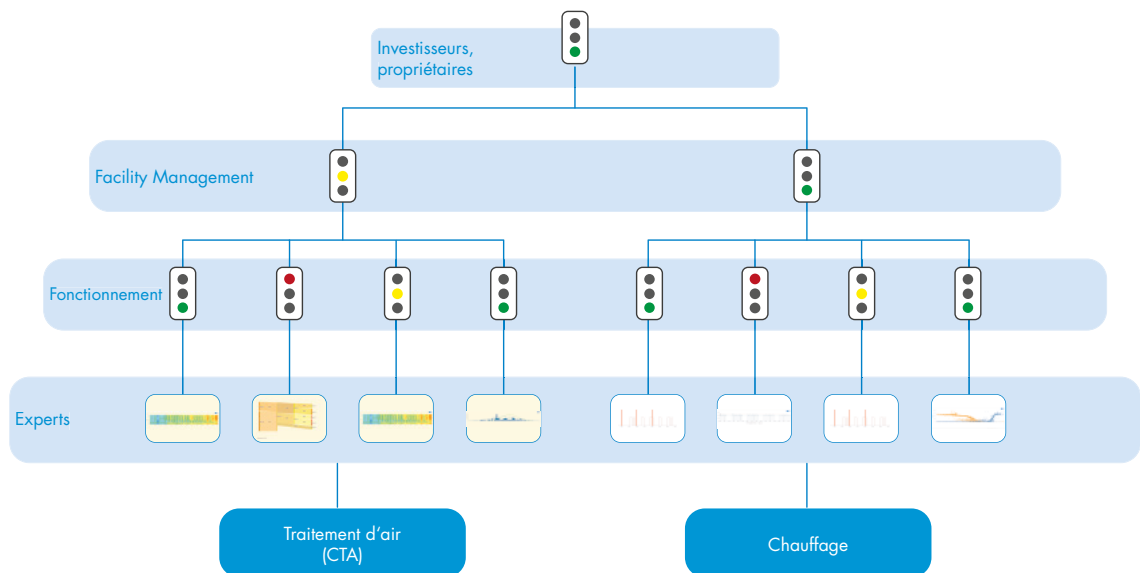 Investisseurs,
propriétaires
Facility Management
Fonctionnement
Experts
Traitement d‘air
(CTA)
Chauffage